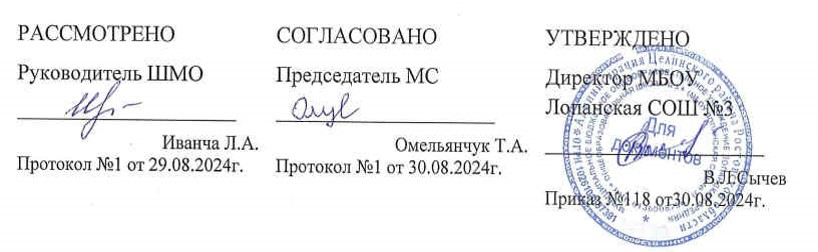 РАССМОТРЕНО
Руководитель ШМО
Иванча Л.А.
Протокол №1 от 29.08.2024г.
СОГЛАСОВАНО
Председатель МС
Омельянчук Т.А.
Протокол №1 от 30.08.2024г.
УТВЕРЖДЕНО
Директор МБОУ
Лопанская СОШ №3
Для
документов
В.Л.Сычев
Приказ №118 от30.08.2024г.